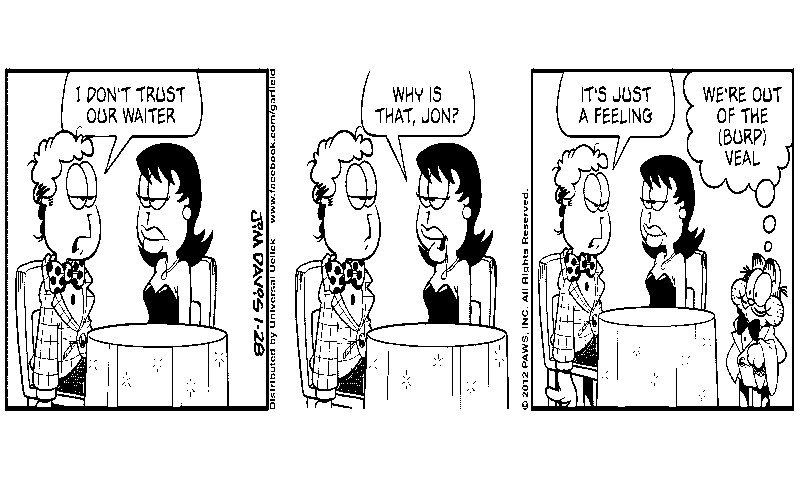 I DON'T TRUST
OUR WAITER
www.facebook.com/garfield
Distributed by Universal Uclick
JIM DAVIS 1-28
WHY IS
THAT, JON?
© 2012 PAWS, INC. All Rights Reserved.
IT'S JUST
A FEELING
WE'RE OUT
OF THE
(BURP)
VEAL